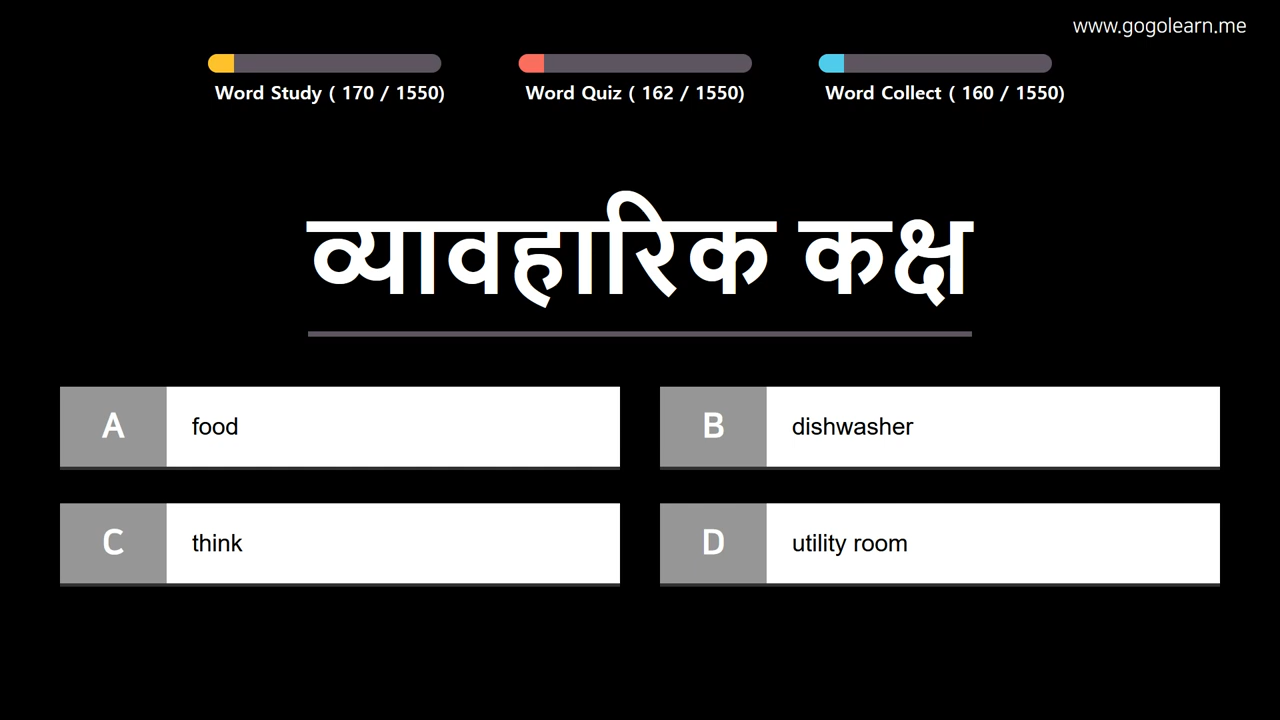 www.gogolearn.me
Word Study ( 170 / 1550)
Word Quiz ( 162 / 1550)
Word Collect ( 160 / 1550)
व्यावहारिक कक्ष
A food
B dishwasher
C think
D utility room